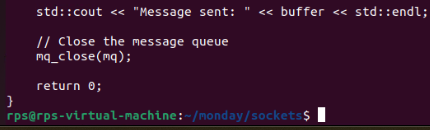 std::cout << "Message sent: " << buffer << std::endl;
// Close the message queue
mq_close(mq);
return 0;
}
rps@rps-virtual-machine:~/monday/sockets$